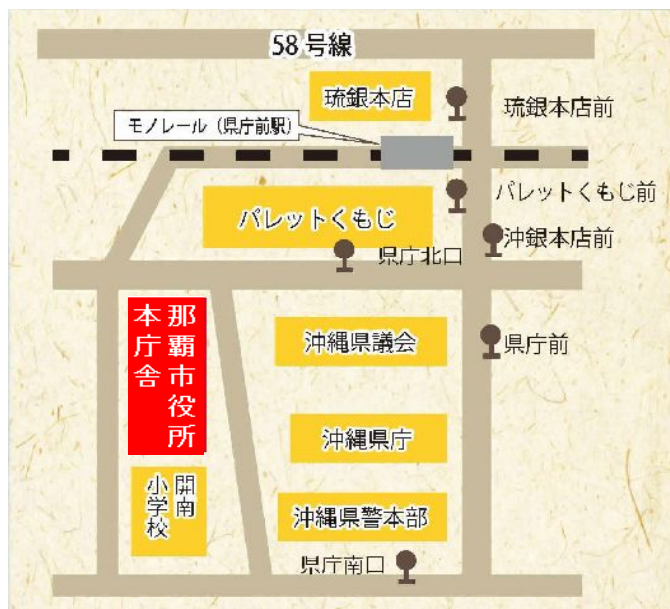 58号線
琉銀本店
琉銀本店前
モノレール（県庁前駅）
パレットくもじ前
パレットくもじ
沖銀本店前
県庁北口
那覇市役所
本庁舎
沖縄県議会
県庁前
沖縄県庁
開南
小学校
沖縄県警本部
県庁南口